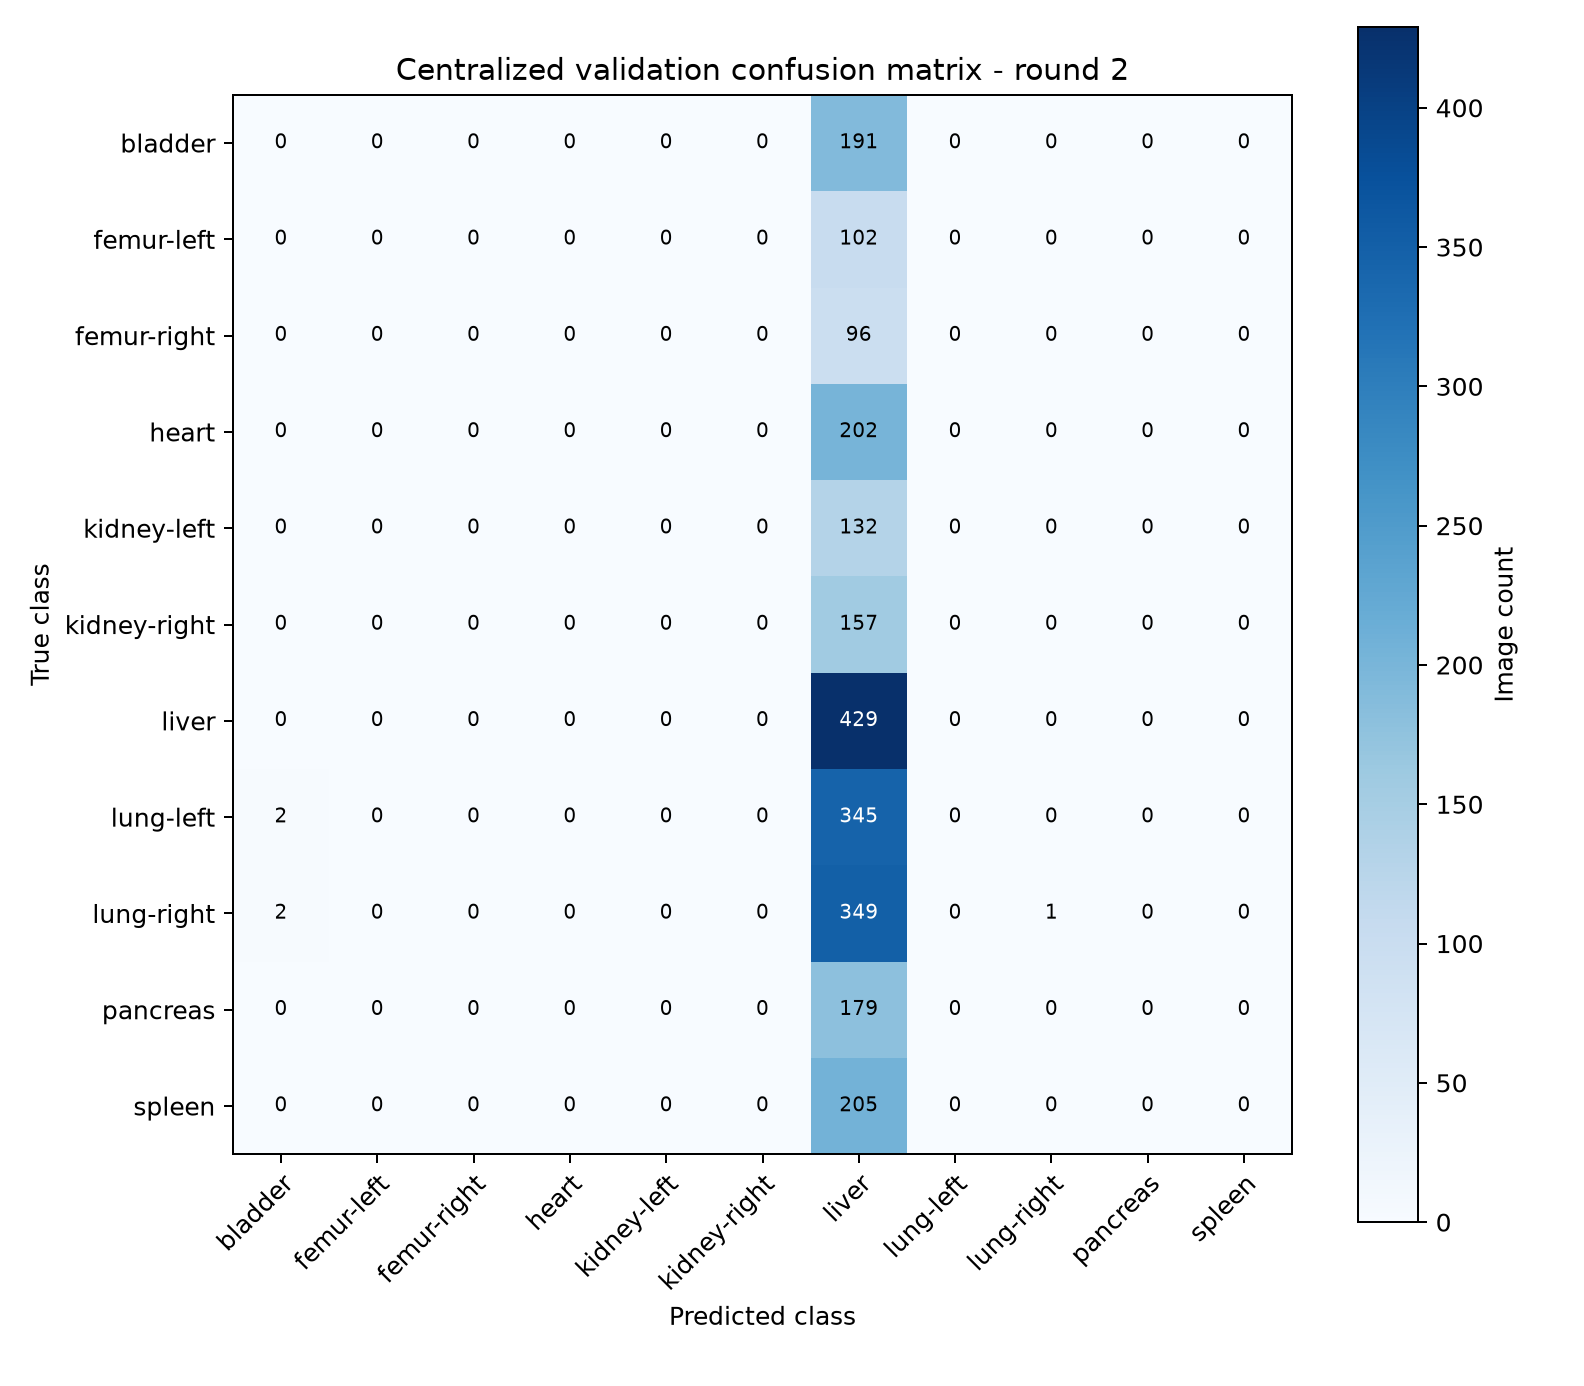 Centralized validation confusion matrix - round 2
bladder 0 0 0 0 0 0 191 0 0 0 0
femur-left 0 0 0 0 0 0 102 0 0 0 0
femur-right 0 0 0 0 0 0 96 0 0 0 0
heart 0 0 0 0 0 0 202 0 0 0 0
kidney-left 0 0 0 0 0 0 132 0 0 0 0
kidney-right 0 0 0 0 0 0 157 0 0 0 0
liver 0 0 0 0 0 0 429 0 0 0 0
lung-left 2 0 0 0 0 0 345 0 0 0 0
lung-right 2 0 0 0 0 0 349 0 1 0 0
pancreas 0 0 0 0 0 0 179 0 0 0 0
spleen 0 0 0 0 0 0 205 0 0 0 0
bladder femur-left femur-right heart kidney-left kidney-right liver lung-left lung-right pancreas spleen
Predicted class
True class
400
350
300
250
200
150
100
50
0
Image count